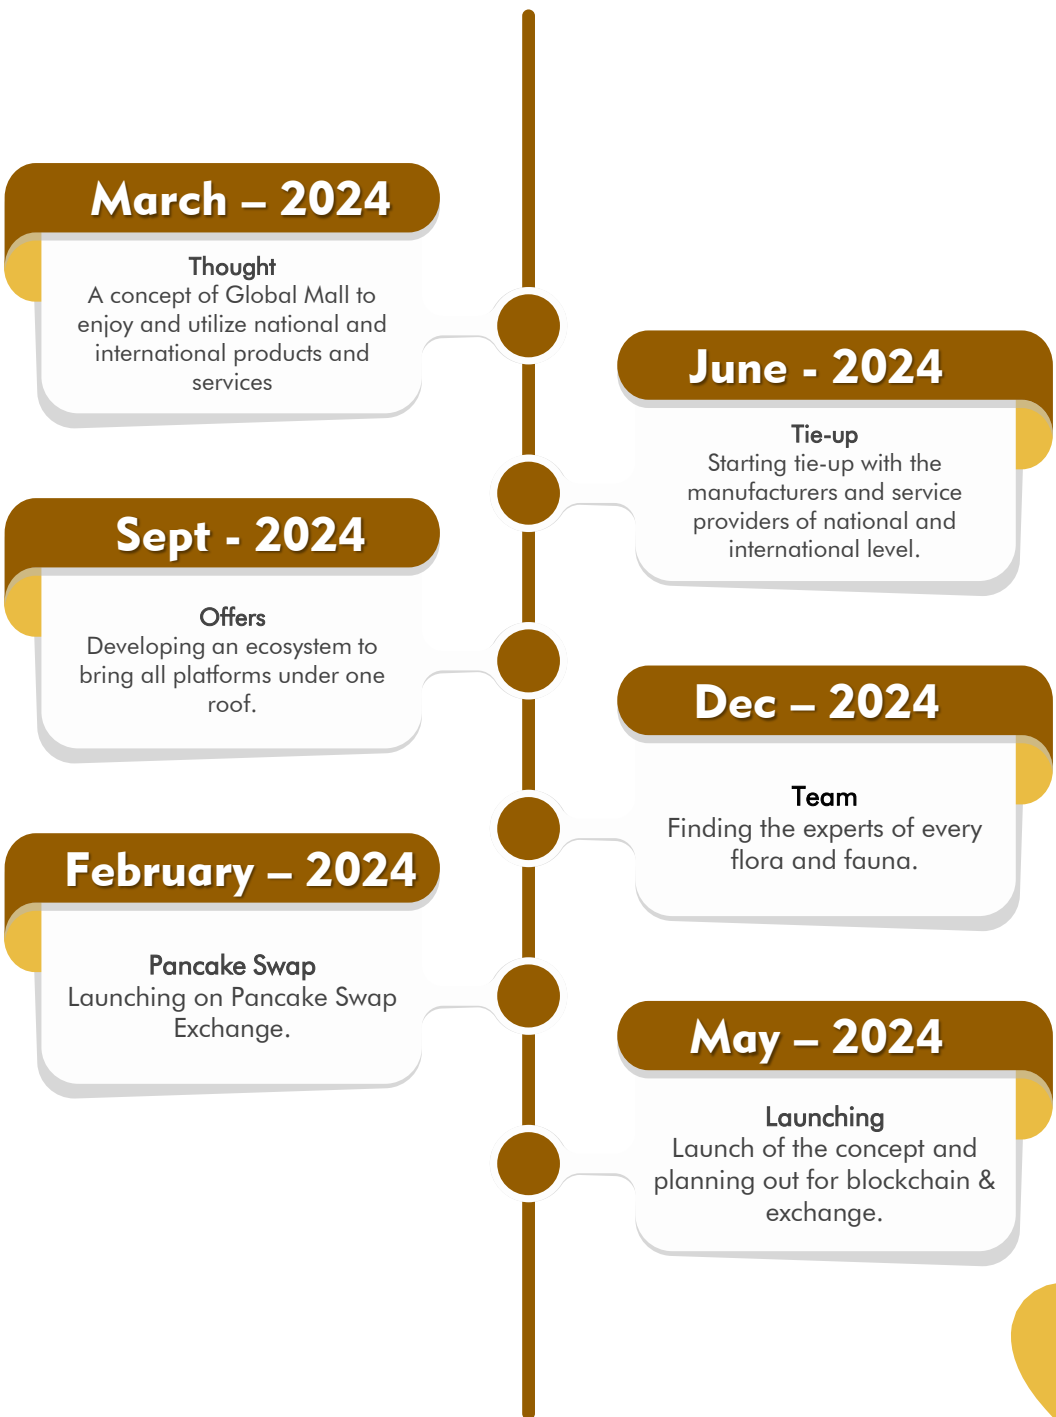 March – 2024
Thought
A concept of Global Mall to
enjoy and utilize national and
international products and
services
June - 2024
Tie-up
Starting tie-up with the
manufacturers and service
providers of national and
international level.
Sept - 2024
Offers
Developing an ecosystem to
bring all platforms under one
roof.
Dec – 2024
Team
Finding the experts of every
flora and fauna.
February – 2024
Pancake Swap
Launching on Pancake Swap
Exchange.
May – 2024
Launching
Launch of the concept and
planning out for blockchain &
exchange.